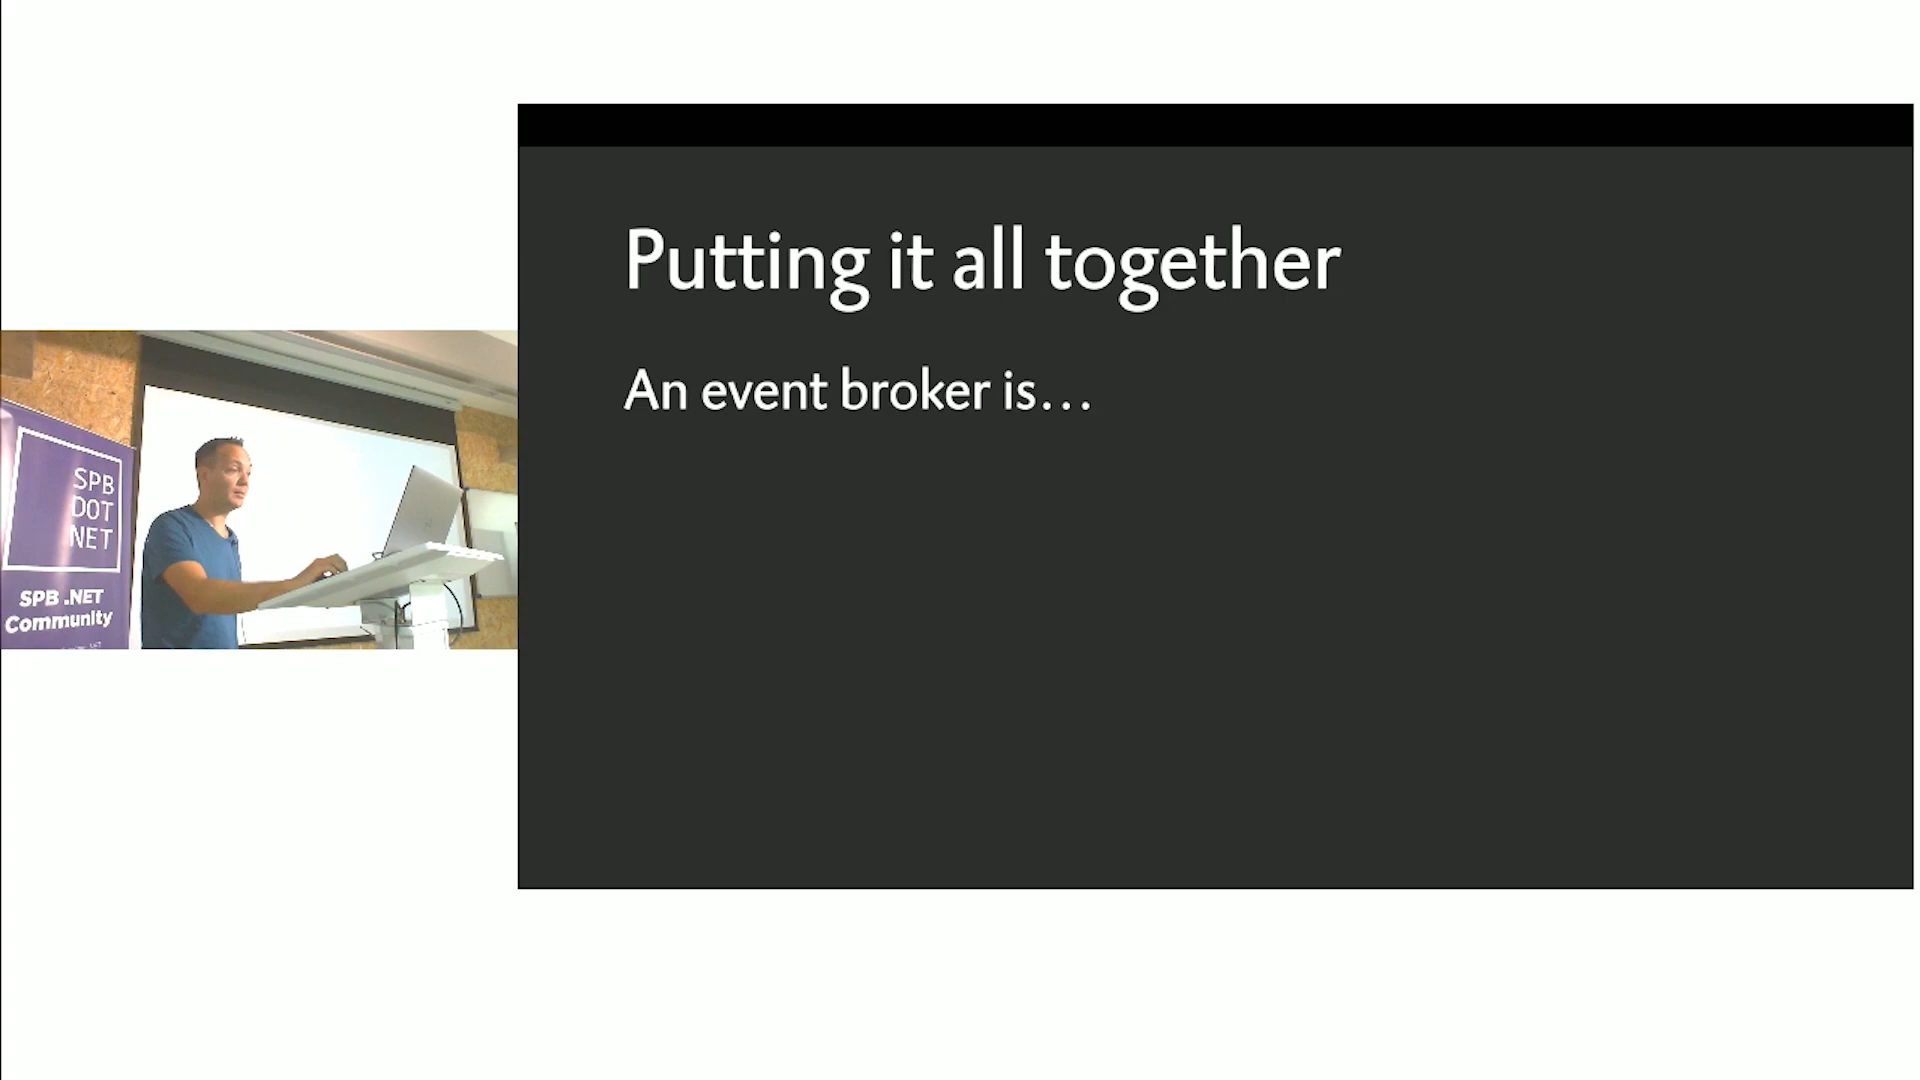 Putting it all together
An event broker is...
SPB
DOT
NET
SPB .NET
Community